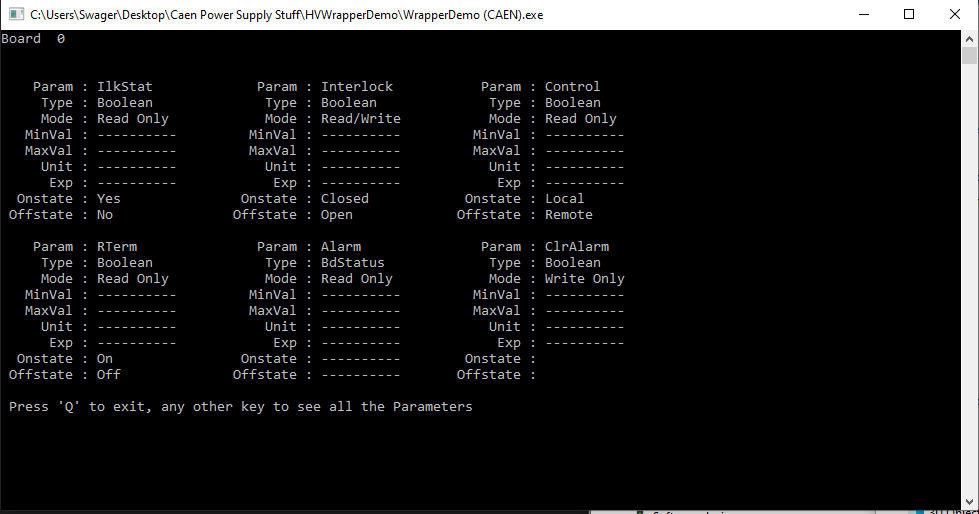 C:\Users\Swager\Desktop\Caen Power Supply Stuff\HVWrapperDemo\WrapperDemo (CAEN).exe
Board  0
    Param : IlkStat             Param : Interlock           Param : Control
     Type : Boolean              Type : Boolean              Type : Boolean
     Mode : Read Only            Mode : Read/Write           Mode : Read Only
   MinVal : ----------         MinVal : ----------         MinVal : ----------
   MaxVal : ----------         MaxVal : ----------         MaxVal : ----------
     Unit : ----------           Unit : ----------           Unit : ----------
      Exp : ----------            Exp : ----------            Exp : ----------
  Onstate : Yes               Onstate : Closed            Onstate : Local
 Offstate : No               Offstate : Open             Offstate : Remote
    Param : RTerm               Param : Alarm               Param : ClrAlarm
     Type : Boolean              Type : BdStatus             Type : Boolean
     Mode : Read Only            Mode : Read Only            Mode : Write Only
   MinVal : ----------         MinVal : ----------         MinVal : ----------
   MaxVal : ----------         MaxVal : ----------         MaxVal : ----------
     Unit : ----------           Unit : ----------           Unit : ----------
      Exp : ----------            Exp : ----------            Exp : ----------
  Onstate : On                Onstate : ----------        Onstate :
 Offstate : Off              Offstate : ----------       Offstate :
 Press 'Q' to exit, any other key to see all the Parameters